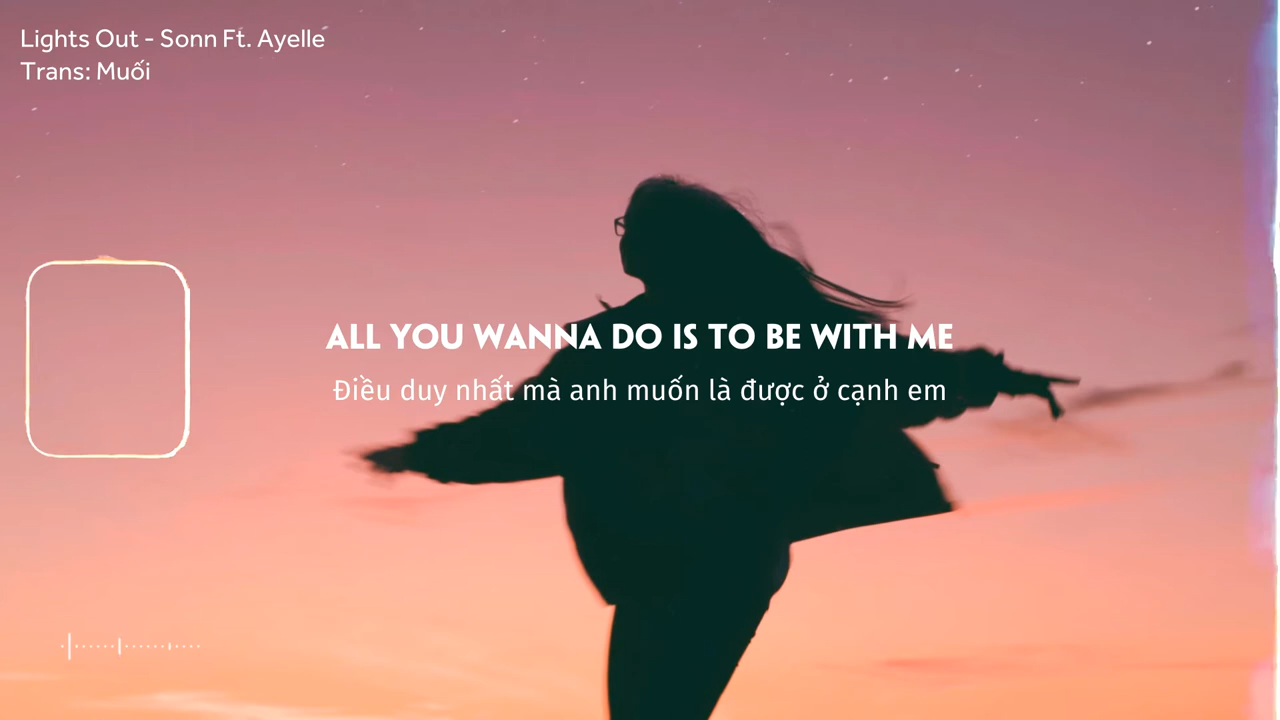 Lights Out - Sonn Ft. Ayelle
Trans: Muối
ALL YOU WANNA DO IS TO BE WITH ME
Điều duy nhất mà anh muốn là được ở cạnh em